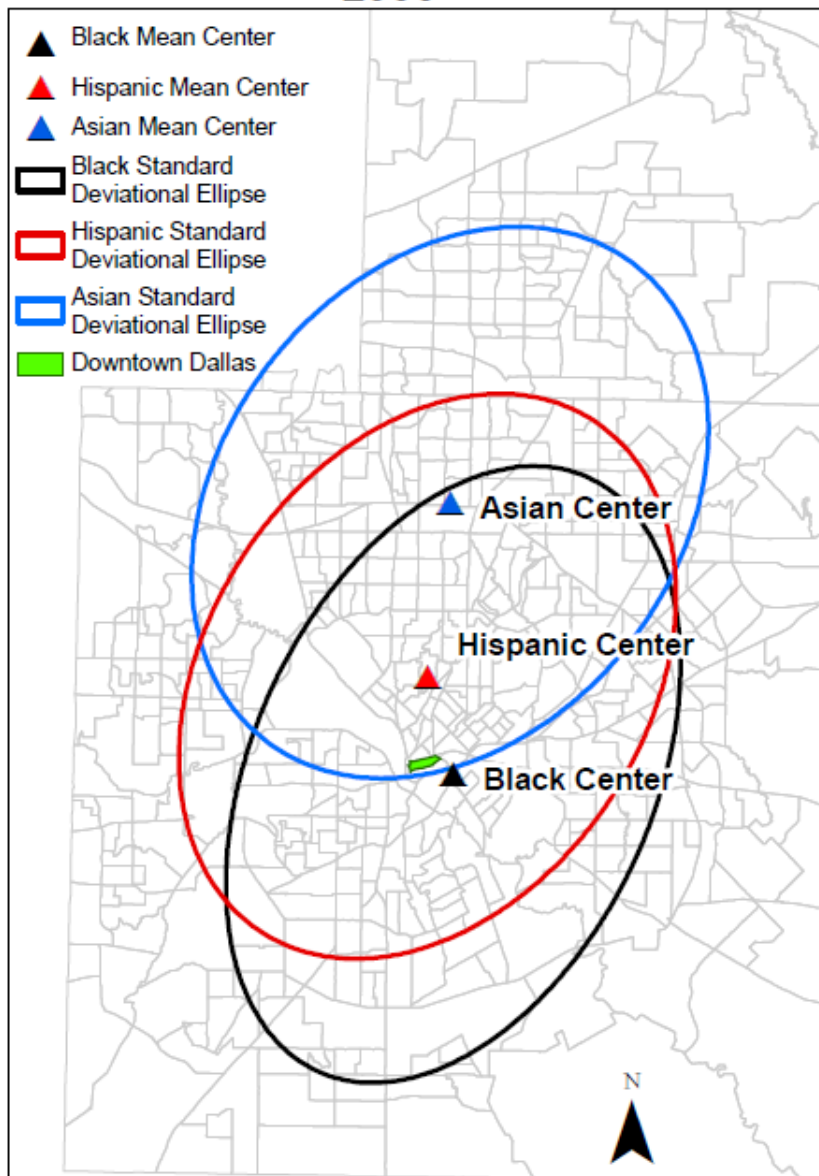 Black Mean Center
Hispanic Mean Center
Asian Mean Center
Black Standard
Deviational Ellipse
Hispanic Standard
Deviational Ellipse
Asian Standard
Deviational Ellipse
Downtown Dallas
Asian Center
Hispanic Center
Black Center
N